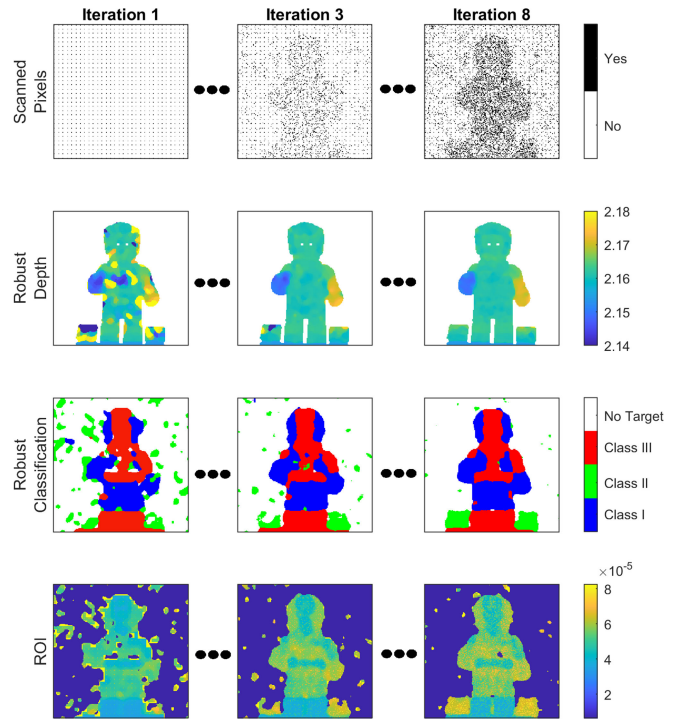 Iteration 1
Iteration 3
Iteration 8
Scanned
Pixels
Yes
No
Robust
Depth
2.18
2.17
2.16
2.15
2.14
Robust
Classification
No Target
Class III
Class II
Class I
ROI
×10⁻⁵
8
6
4
2